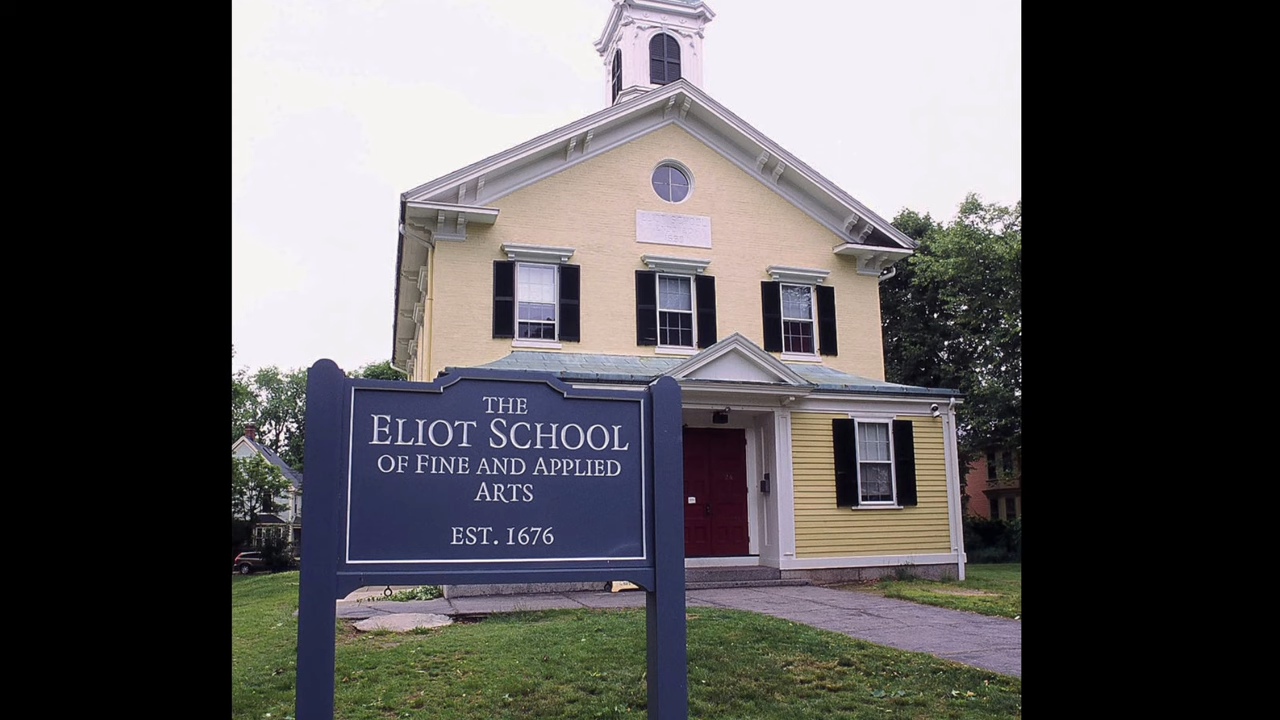 THE
ELIOT SCHOOL
OF FINE AND APPLIED
ARTS
EST. 1676